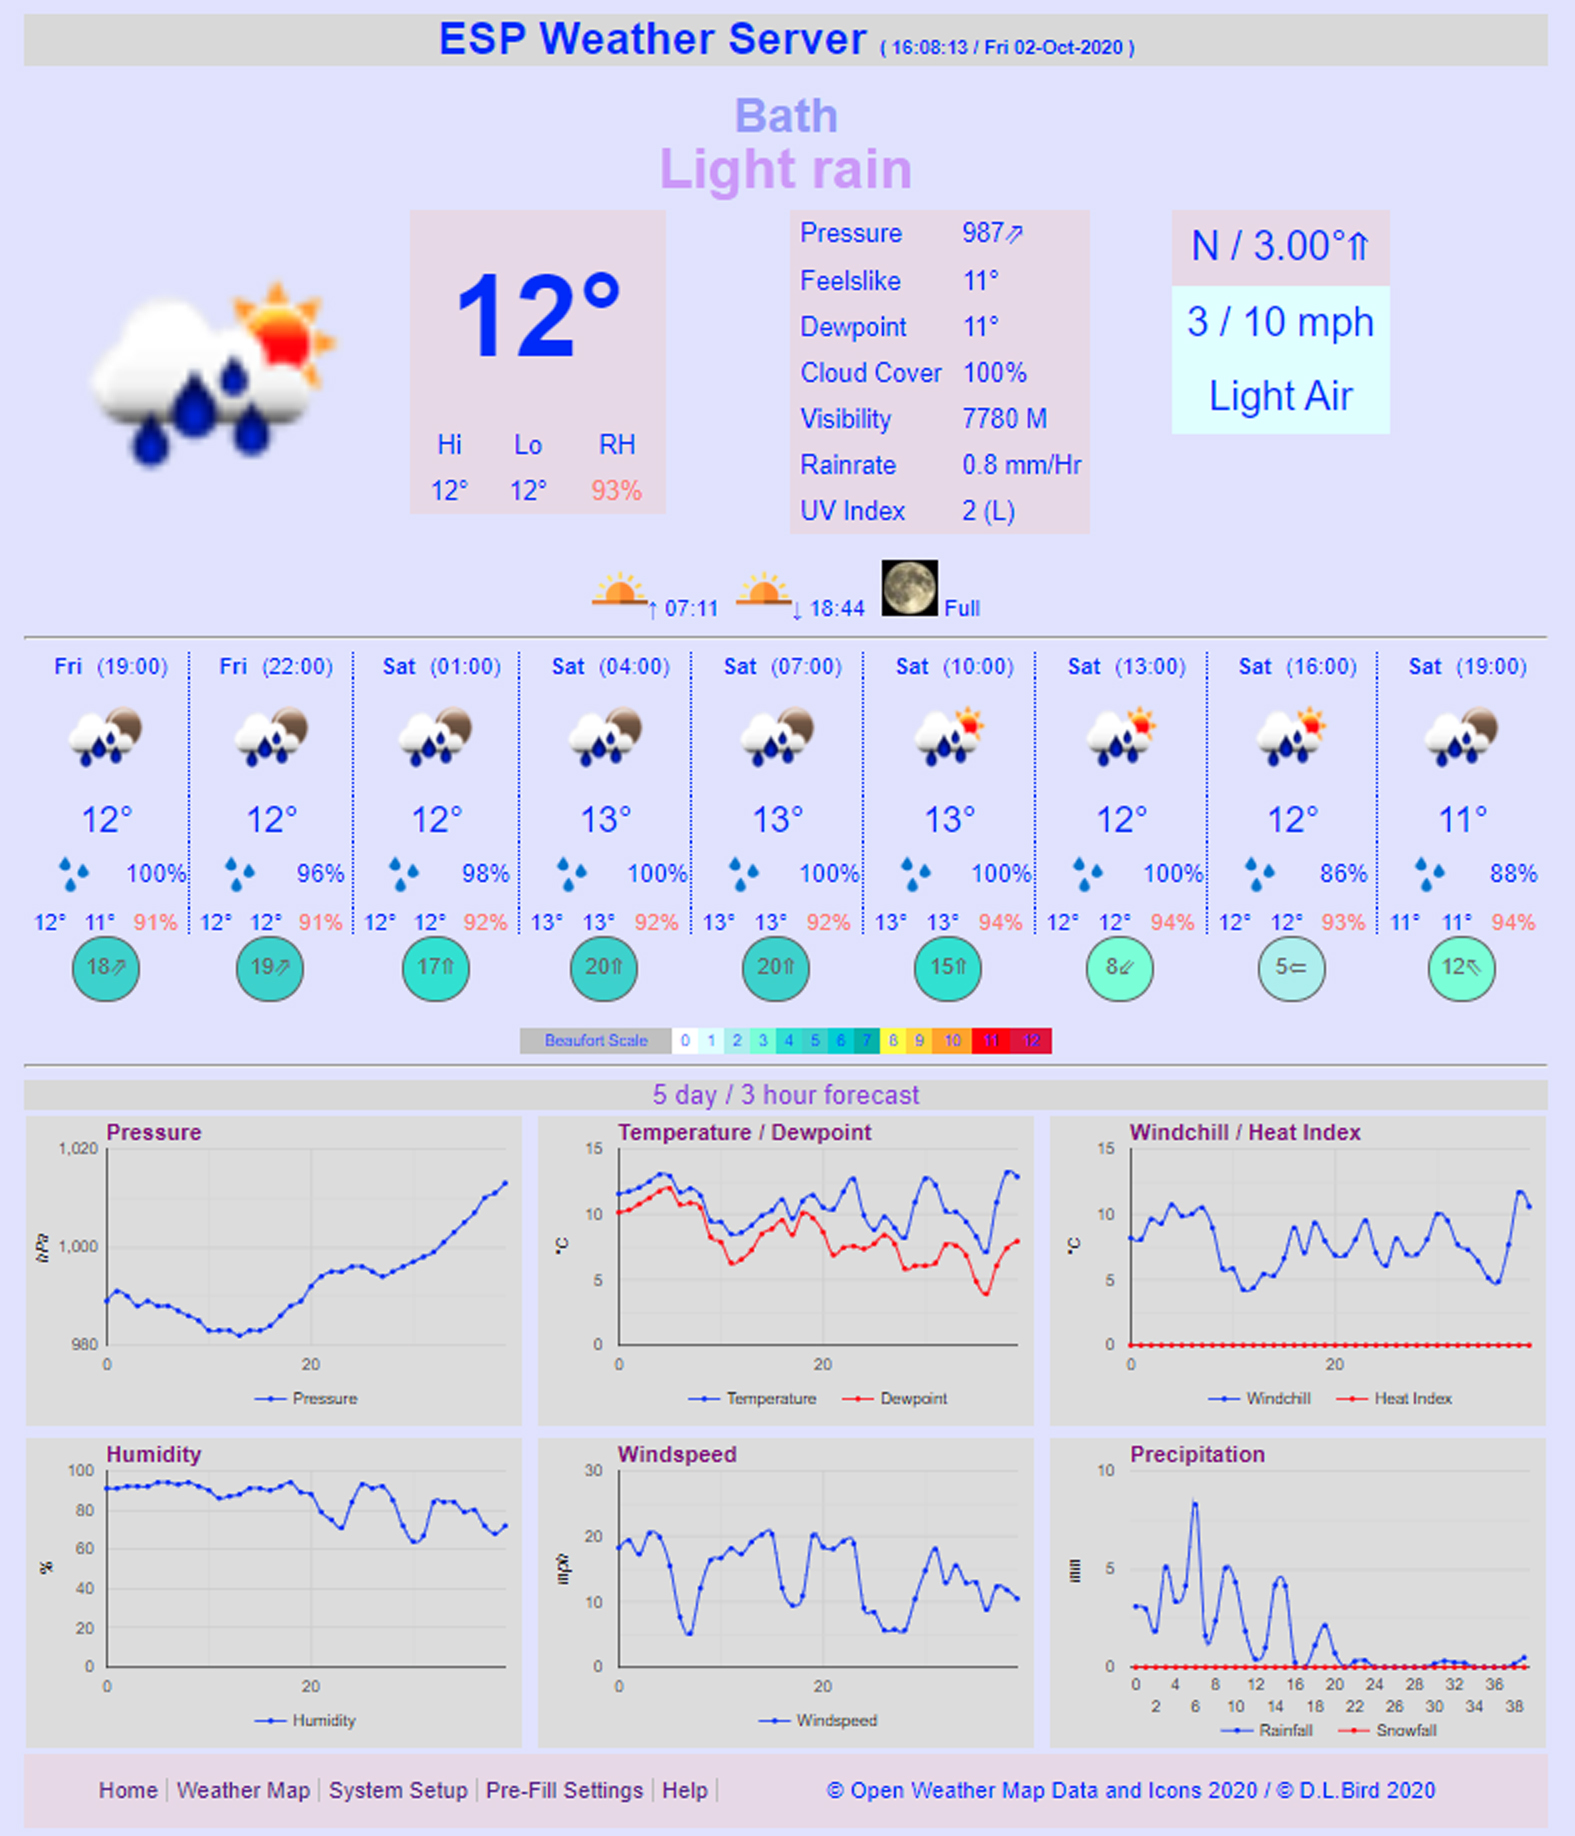 ESP Weather Server ( 16:08:13 / Fri 02-Oct-2020 )
Bath
Light rain
12°
Hi Lo RH
12° 12° 93%
Pressure 987⇗
Feelslike 11°
Dewpoint 11°
Cloud Cover 100%
Visibility 7780 M
Rainrate 0.8 mm/Hr
UV Index 2 (L)
N / 3.00°⇑
3 / 10 mph
Light Air
↑ 07:11 ↓ 18:44 Full
Fri (19:00) Fri (22:00) Sat (01:00) Sat (04:00) Sat (07:00) Sat (10:00) Sat (13:00) Sat (16:00) Sat (19:00)
12° 12° 12° 13° 13° 13° 12° 12° 11°
100% 96% 98% 100% 100% 100% 100% 86% 88%
12° 11° 91% 12° 12° 91% 12° 12° 92% 13° 13° 92% 13° 13° 92% 13° 13° 94% 12° 12° 94% 12° 12° 93% 11° 11° 94%
18⇗ 19⇗ 17⇑ 20⇑ 20⇑ 15⇑ 8⇙ 5⇐ 12⇖
Beaufort Scale 0 1 2 3 4 5 6 7 8 9 10 11 12
5 day / 3 hour forecast
Pressure
1,020
1,000
980
hPa
0 20
Pressure
Temperature / Dewpoint
15
10
5
0
°C
0 20
Temperature Dewpoint
Windchill / Heat Index
15
10
5
0
°C
0 20
Windchill Heat Index
Humidity
100
80
60
40
20
0
%
0 20
Humidity
Windspeed
30
20
10
0
mph
0 20
Windspeed
Precipitation
10
5
0
mm
0 4 8 12 16 20 24 28 32 36
2 6 10 14 18 22 26 30 34 38
Rainfall Snowfall
Home | Weather Map | System Setup | Pre-Fill Settings | Help |
© Open Weather Map Data and Icons 2020 / © D.L.Bird 2020